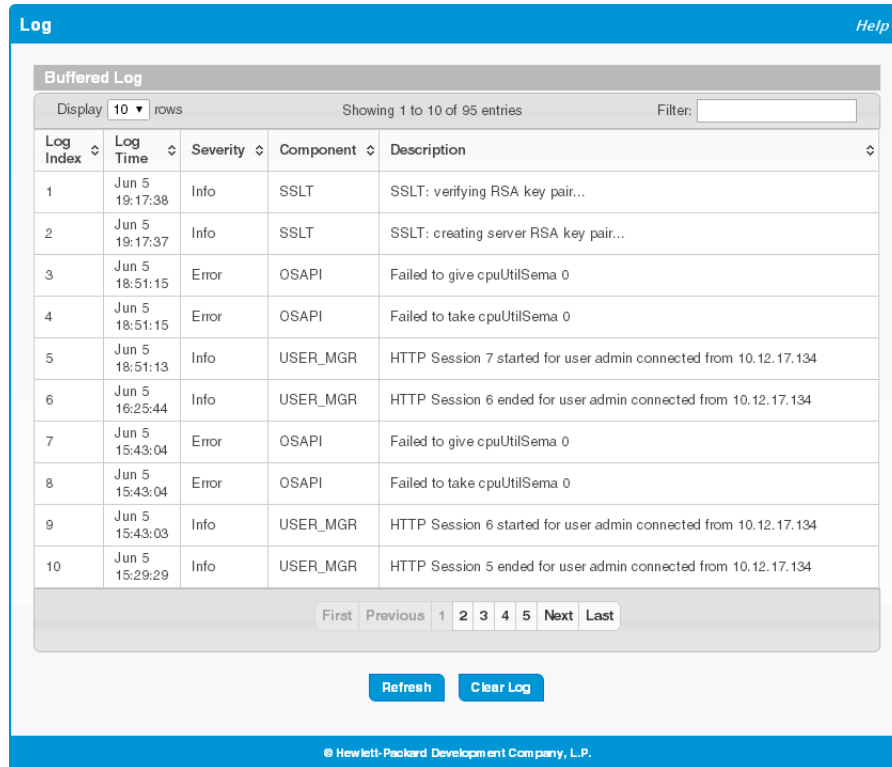 Log Help
Buffered Log
Display 10 rows Showing 1 to 10 of 95 entries Filter:
Log Index Log Time Severity Component Description
1 Jun 5 19:17:38 Info SSLT SSLT: verifying RSA key pair...
2 Jun 5 19:17:37 Info SSLT SSLT: creating server RSA key pair...
3 Jun 5 18:51:15 Error OSAPI Failed to give cpuUtilSema 0
4 Jun 5 18:51:15 Error OSAPI Failed to take cpuUtilSema 0
5 Jun 5 18:51:13 Info USER_MGR HTTP Session 7 started for user admin connected from 10.12.17.134
6 Jun 5 16:25:44 Info USER_MGR HTTP Session 6 ended for user admin connected from 10.12.17.134
7 Jun 5 15:43:04 Error OSAPI Failed to give cpuUtilSema 0
8 Jun 5 15:43:04 Error OSAPI Failed to take cpuUtilSema 0
9 Jun 5 15:43:03 Info USER_MGR HTTP Session 6 started for user admin connected from 10.12.17.134
10 Jun 5 15:29:29 Info USER_MGR HTTP Session 5 ended for user admin connected from 10.12.17.134
First Previous 1 2 3 4 5 Next Last
Refresh Clear Log
© Hewlett-Packard Development Company, L.P.